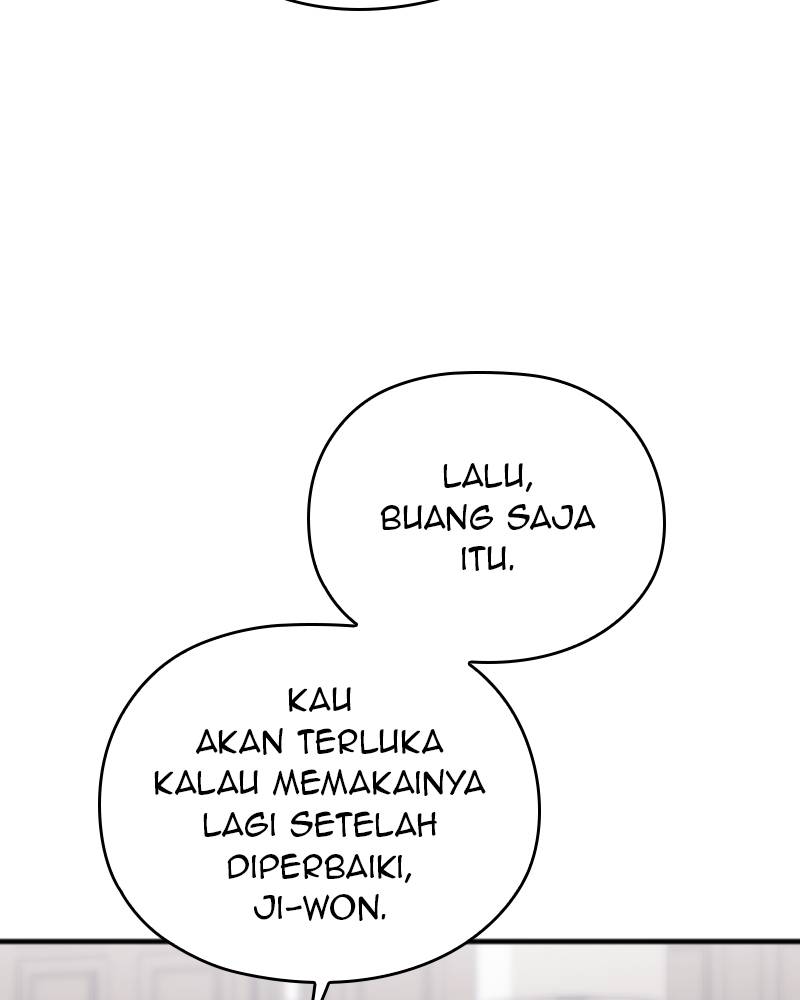 LALU,
BUANG SAJA
ITU.
KAU
AKAN TERLUKA
KALAU MEMAKAINYA
LAGI SETELAH
DIPERBAIKI,
JI-WON.